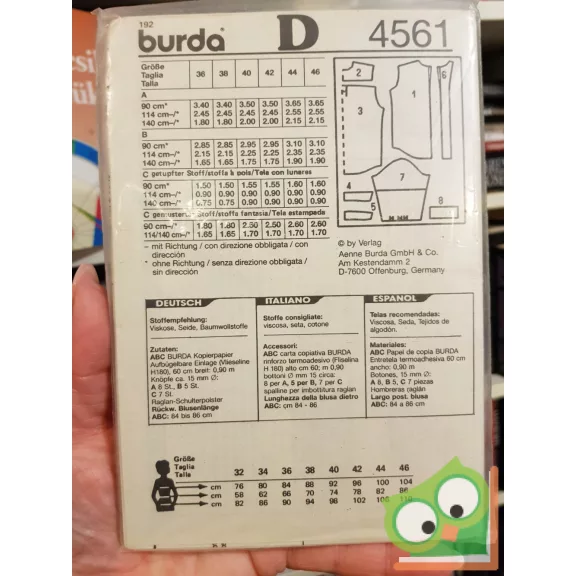 192
burda D 4561
Größe
Taglia
Talla
36 38 40 42 44 46
A
90 cm* 3.40 3.40 3.50 3.50 3.65 3.65
114 cm-/* 2.45 2.45 2.45 2.45 2.55 2.55
140 cm-/* 1.80 1.80 2.00 2.00 2.15 2.15
B
90 cm* 2.85 2.85 2.95 2.95 3.10 3.10
114 cm-/* 2.15 2.15 2.25 2.25 2.35 2.35
140 cm-/* 1.65 1.65 1.75 1.75 1.90 1.90
C getupfter Stoff/stoffa à pois/Tela con lunares
90 cm* 1.50 1.50 1.55 1.55 1.60 1.60
114 cm-/* 0.90 0.90 0.90 0.90 0.90 0.90
140 cm-/* 0.75 0.75 0.90 0.90 0.90 0.90
C gemusterter Stoff/stoffa fantasia/Tela estampada
90 cm* 1.80 1.80 2.50 2.50 2.60 2.60
114/140 cm-/* 1.65 1.65 1.70 1.70 1.70 1.70
– mit Richtung / con direzione obbligata / con
dirección
* ohne Richtung / senza direzione obbligata /
sin dirección
2
1
6
3
4
5
7
8
© by Verlag
Aenne Burda GmbH & Co.
Am Kestendamm 2
D-7600 Offenburg, Germany
DEUTSCH
Stoffempfehlung:
Viskose, Seide, Baumwollstoffe
Zutaten:
ABC BURDA Kopierpapier
Aufbügelbare Einlage (Vlieseline
H180), 60 cm breit: 0,90 m
Knöpfe ca. 15 mm Ø:
A 6 St., B 5 St.
C 7 St.
Raglan-Schulterpolster
Rückw. Blusenlänge
ABC: 84 bis 86 cm
ITALIANO
Stoffe consigliate:
viscosa, seta, cotone
Accessori:
ABC carta copiativa BURDA
rinforzo termoadesivo (Fliselina
H 180) alto cm 60; m 0,90
bottoni Ø mm 15 circa:
6 per A, 5 per B, 7 per C
spalline per imbottitura raglan
Lunghezza della blusa dietro
ABC: cm 84 - 86
ESPAÑOL
Telas recomendadas:
Viscosa, Seda, Tejidos de
algodón.
Materiales:
ABC Papel de copia BURDA
Entretela termoadhesiva 60 cm
ancho: 0,90 m
Botones, 15 mm Ø:
A 6, B 5, C 7 piezas
Hombreras raglan
Largo post. blusa
ABC: 84 a 86 cm
Größe
Taglia
Talla
32 34 36 38 40 42 44 46
cm 76 80 84 88 92 96 100 104
cm 58 62 66 70 74 78 82 86
cm 82 86 90 94 98 102